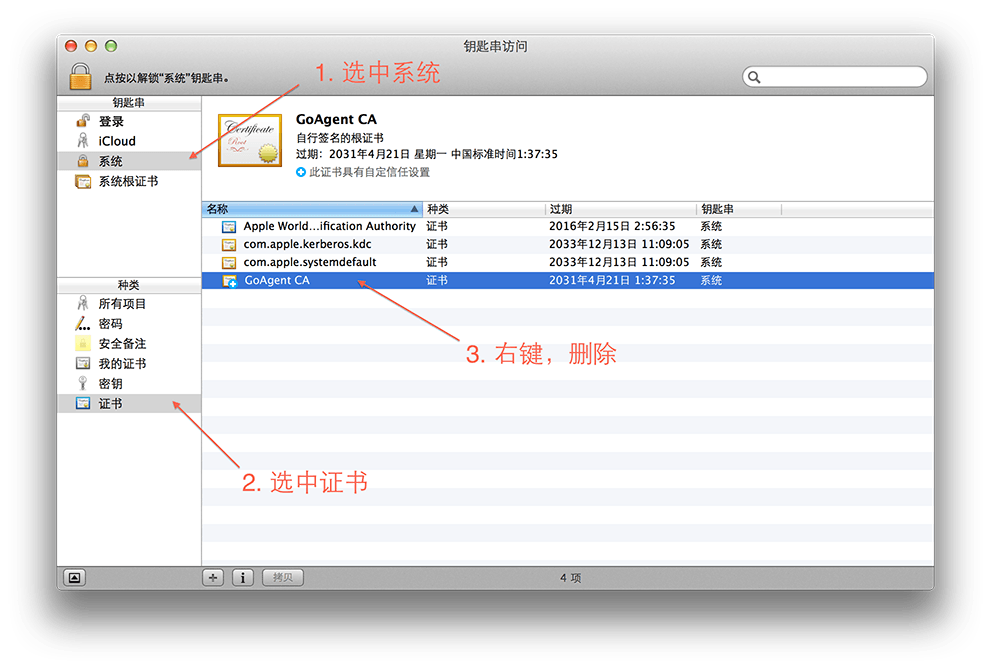 钥匙串访问
点按以解锁“系统”钥匙串。
1. 选中系统
钥匙串
登录
iCloud
系统
系统根证书
Certificate
Root
GoAgent CA
自行签名的根证书
过期： 2031年4月21日 星期一 中国标准时间1:37:35
此证书具有自定信任设置
名称 种类 过期 钥匙串
Apple World...ification Authority 证书 2016年2月15日 2:56:35 系统
com.apple.kerberos.kdc 证书 2033年12月13日 11:09:05 系统
com.apple.systemdefault 证书 2033年12月13日 11:09:05 系统
GoAgent CA 证书 2031年4月21日 1:37:35 系统
3. 右键，删除
种类
所有项目
密码
安全备注
我的证书
密钥
证书
2. 选中证书
拷贝
4 项